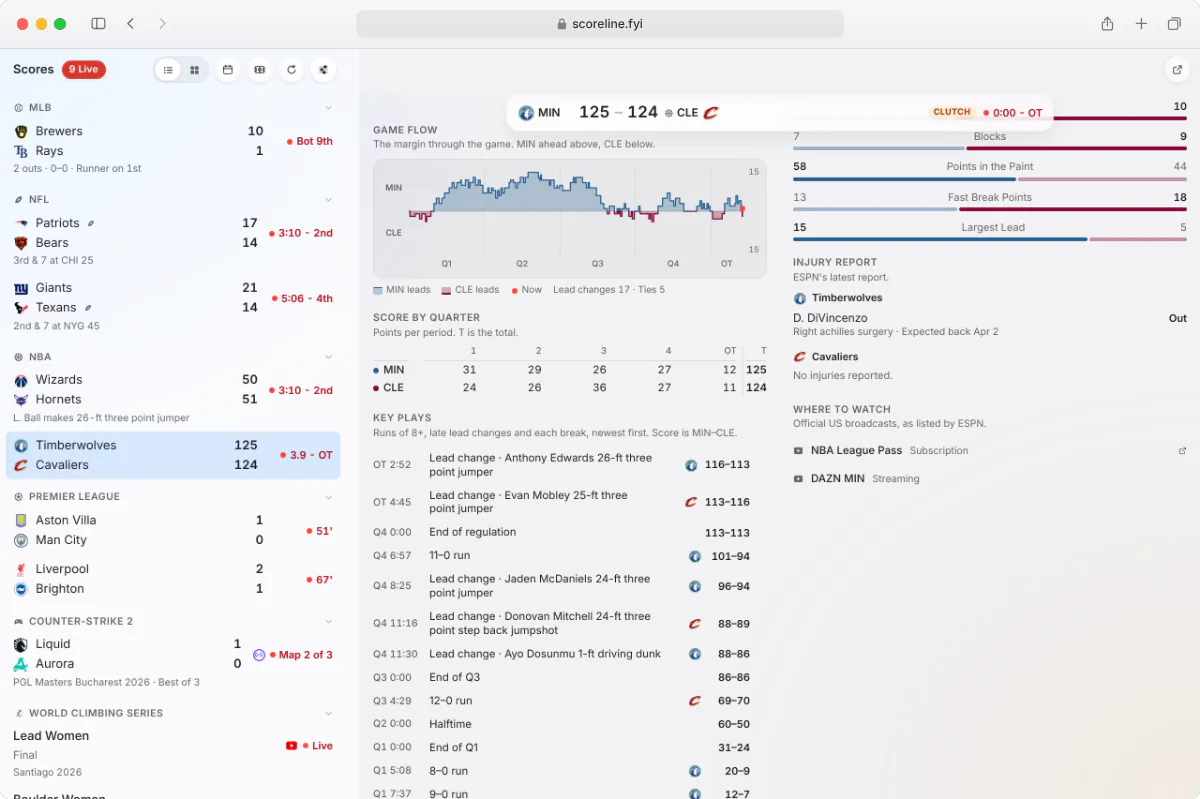 scoreline.fyi
Scores 9 Live
MLB
Brewers 10
Rays 1
Bot 9th
2 outs · 0–0 · Runner on 1st
NFL
Patriots 17
Bears 14
3:10 - 2nd
3rd & 7 at CHI 25
Giants 21
Texans 14
5:06 - 4th
2nd & 7 at NYG 45
NBA
Wizards 50
Hornets 51
3:10 - 2nd
L. Ball makes 26-ft three point jumper
Timberwolves 125
Cavaliers 124
3.9 - OT
PREMIER LEAGUE
Aston Villa 1
Man City 0
51'
Liverpool 2
Brighton 1
67'
COUNTER-STRIKE 2
Liquid 1
Aurora 0
Map 2 of 3
PGL Masters Bucharest 2026 · Best of 3
WORLD CLIMBING SERIES
Lead Women
Final
Live
Santiago 2026
MIN 125 – 124 CLE CLUTCH 0:00 - OT
GAME FLOW
The margin through the game. MIN ahead above, CLE below.
MIN
CLE
15
15
Q1 Q2 Q3 Q4 OT
MIN leads CLE leads Now Lead changes 17 · Ties 5
SCORE BY QUARTER
Points per period. T is the total.
1 2 3 4 OT T
MIN 31 29 26 27 12 125
CLE 24 26 36 27 11 124
KEY PLAYS
Runs of 8+, late lead changes and each break, newest first. Score is MIN–CLE.
OT 2:52 Lead change · Anthony Edwards 26-ft three
point jumper 116–113
OT 4:45 Lead change · Evan Mobley 25-ft three
point jumper 113–116
Q4 0:00 End of regulation 113–113
Q4 6:57 11–0 run 101–94
Q4 8:25 Lead change · Jaden McDaniels 24-ft three
point jumper 96–94
Q4 11:16 Lead change · Donovan Mitchell 24-ft three
point step back jumpshot 88–89
Q4 11:30 Lead change · Ayo Dosunmu 1-ft driving dunk 88–86
Q3 0:00 End of Q3 86–86
Q3 4:29 12–0 run 69–70
Q2 0:00 Halftime 60–50
Q1 0:00 End of Q1 31–24
Q1 5:08 8–0 run 20–9
Q1 7:37 9–0 run 12–7
10
7 Blocks 9
58 Points in the Paint 44
13 Fast Break Points 18
15 Largest Lead 5
INJURY REPORT
ESPN's latest report.
Timberwolves
D. DiVincenzo Out
Right achilles surgery · Expected back Apr 2
Cavaliers
No injuries reported.
WHERE TO WATCH
Official US broadcasts, as listed by ESPN.
NBA League Pass Subscription
DAZN MIN Streaming